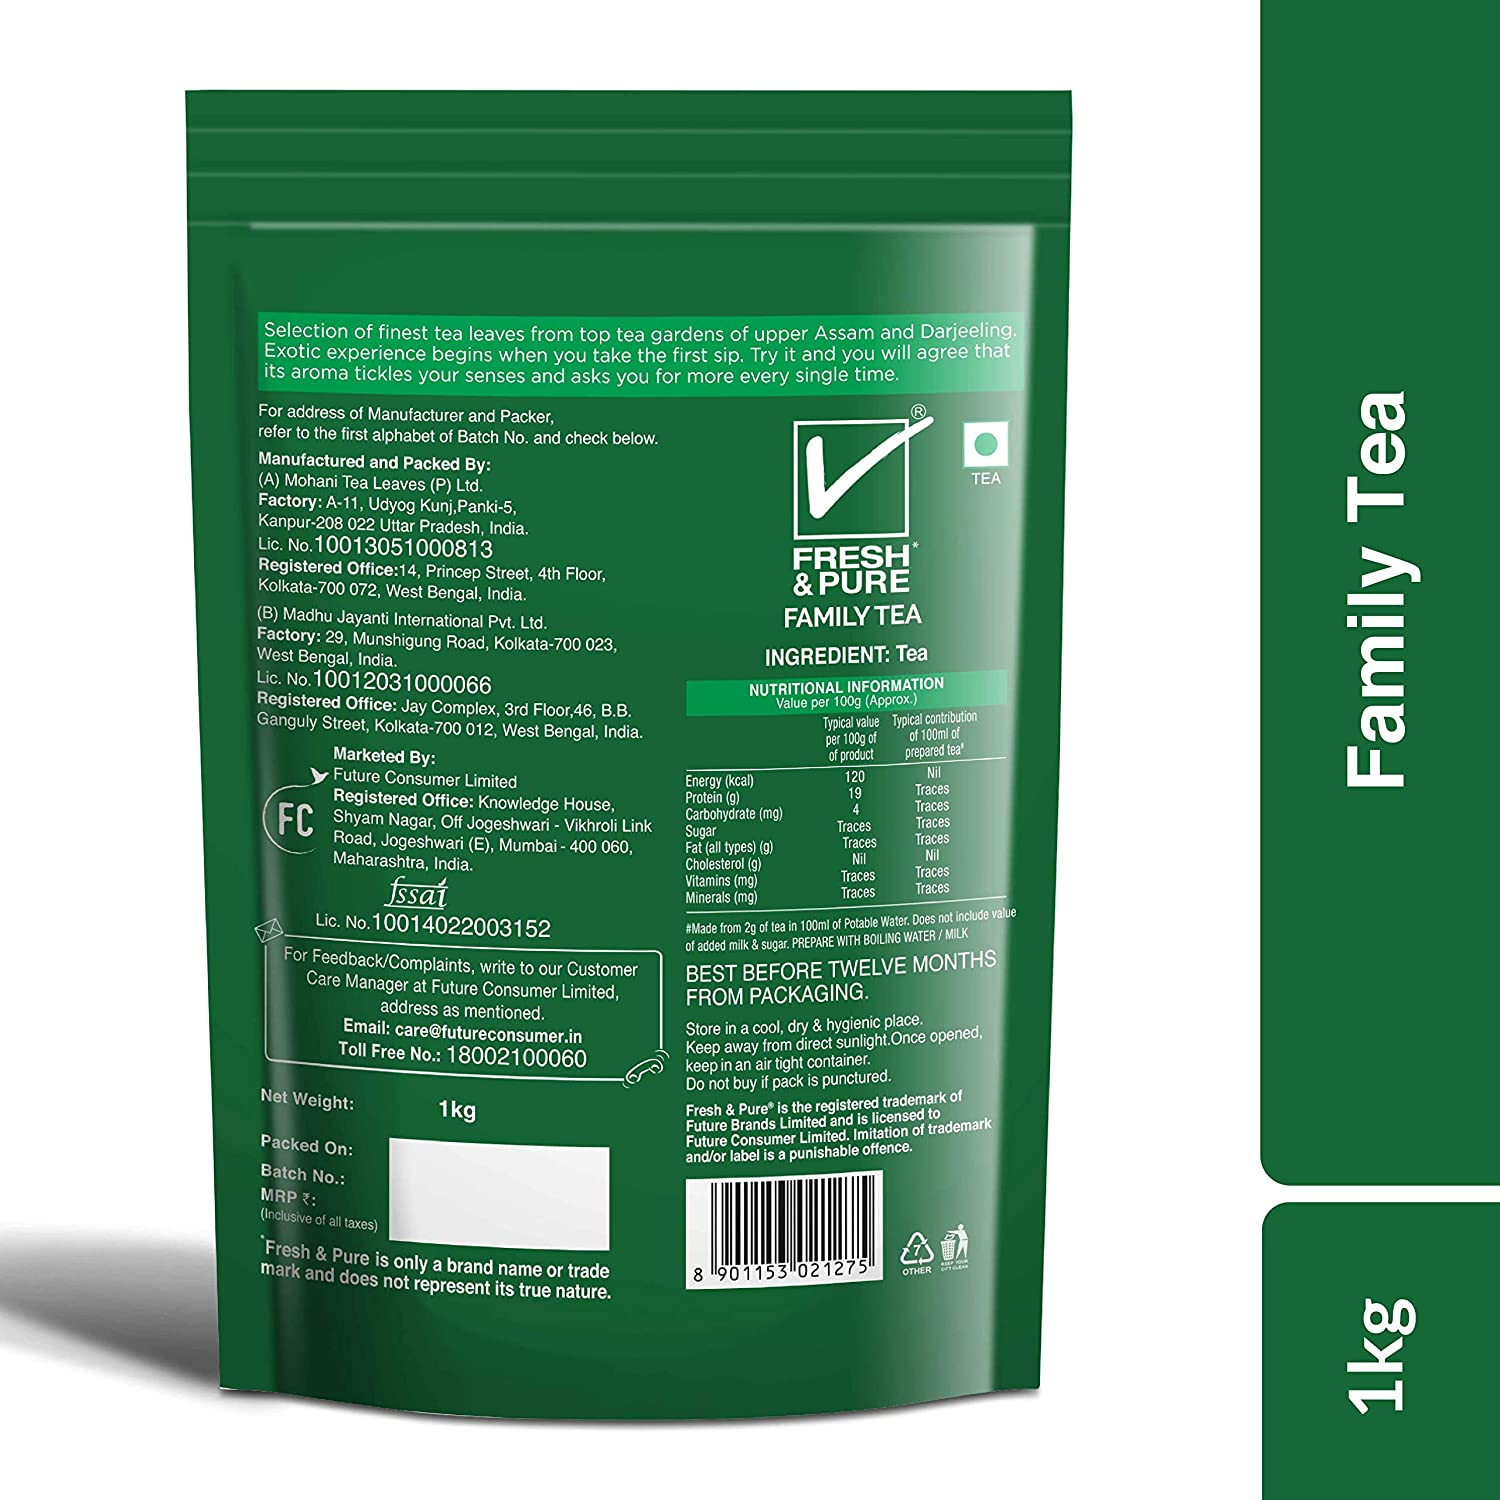 Selection of finest tea leaves from top tea gardens of upper Assam and Darjeeling.
Exotic experience begins when you take the first sip. Try it and you will agree that
its aroma tickles your senses and asks you for more every single time.
For address of Manufacturer and Packer,
refer to the first alphabet of Batch No. and check below.
Manufactured and Packed By:
(A) Mohani Tea Leaves (P) Ltd.
Factory: A-11, Udyog Kunj,Panki-5,
Kanpur-208 022 Uttar Pradesh, India.
Lic. No.10013051000813
Registered Office:14, Princep Street, 4th Floor,
Kolkata-700 072, West Bengal, India.
(B) Madhu Jayanti International Pvt. Ltd.
Factory: 29, Munshigung Road, Kolkata-700 023,
West Bengal, India.
Lic. No.10012031000066
Registered Office: Jay Complex, 3rd Floor,46, B.B.
Ganguly Street, Kolkata-700 012, West Bengal, India.
FC
Marketed By:
Future Consumer Limited
Registered Office: Knowledge House,
Shyam Nagar, Off Jogeshwari - Vikhroli Link
Road, Jogeshwari (E), Mumbai - 400 060,
Maharashtra, India.
fssai
Lic. No.10014022003152
For Feedback/Complaints, write to our Customer
Care Manager at Future Consumer Limited,
address as mentioned.
Email: care@futureconsumer.in
Toll Free No.: 18002100060
Net Weight: 1kg
Packed On:
Batch No.:
MRP ₹:
(Inclusive of all taxes)
*Fresh & Pure is only a brand name or trade
mark and does not represent its true nature.
®
TEA
FRESH*
& PURE
FAMILY TEA
INGREDIENT: Tea
NUTRITIONAL INFORMATION
Value per 100g (Approx.)
Typical value per 100g of of product Typical contribution of 100ml of prepared tea#
Energy (kcal) 120 Nil
Protein (g) 19 Traces
Carbohydrate (mg) 4 Traces
Sugar Traces Traces
Fat (all types) (g) Traces Traces
Cholesterol (g) Nil Nil
Vitamins (mg) Traces Traces
Minerals (mg) Traces Traces
#Made from 2g of tea in 100ml of Potable Water. Does not include value
of added milk & sugar. PREPARE WITH BOILING WATER / MILK
BEST BEFORE TWELVE MONTHS
FROM PACKAGING.
Store in a cool, dry & hygienic place.
Keep away from direct sunlight.Once opened,
keep in an air tight container.
Do not buy if pack is punctured.
Fresh & Pure® is the registered trademark of
Future Brands Limited and is licensed to
Future Consumer Limited. Imitation of trademark
and/or label is a punishable offence.
8 901153 021275
7
OTHER
KEEP YOUR
CITY CLEAN
Family Tea
1kg